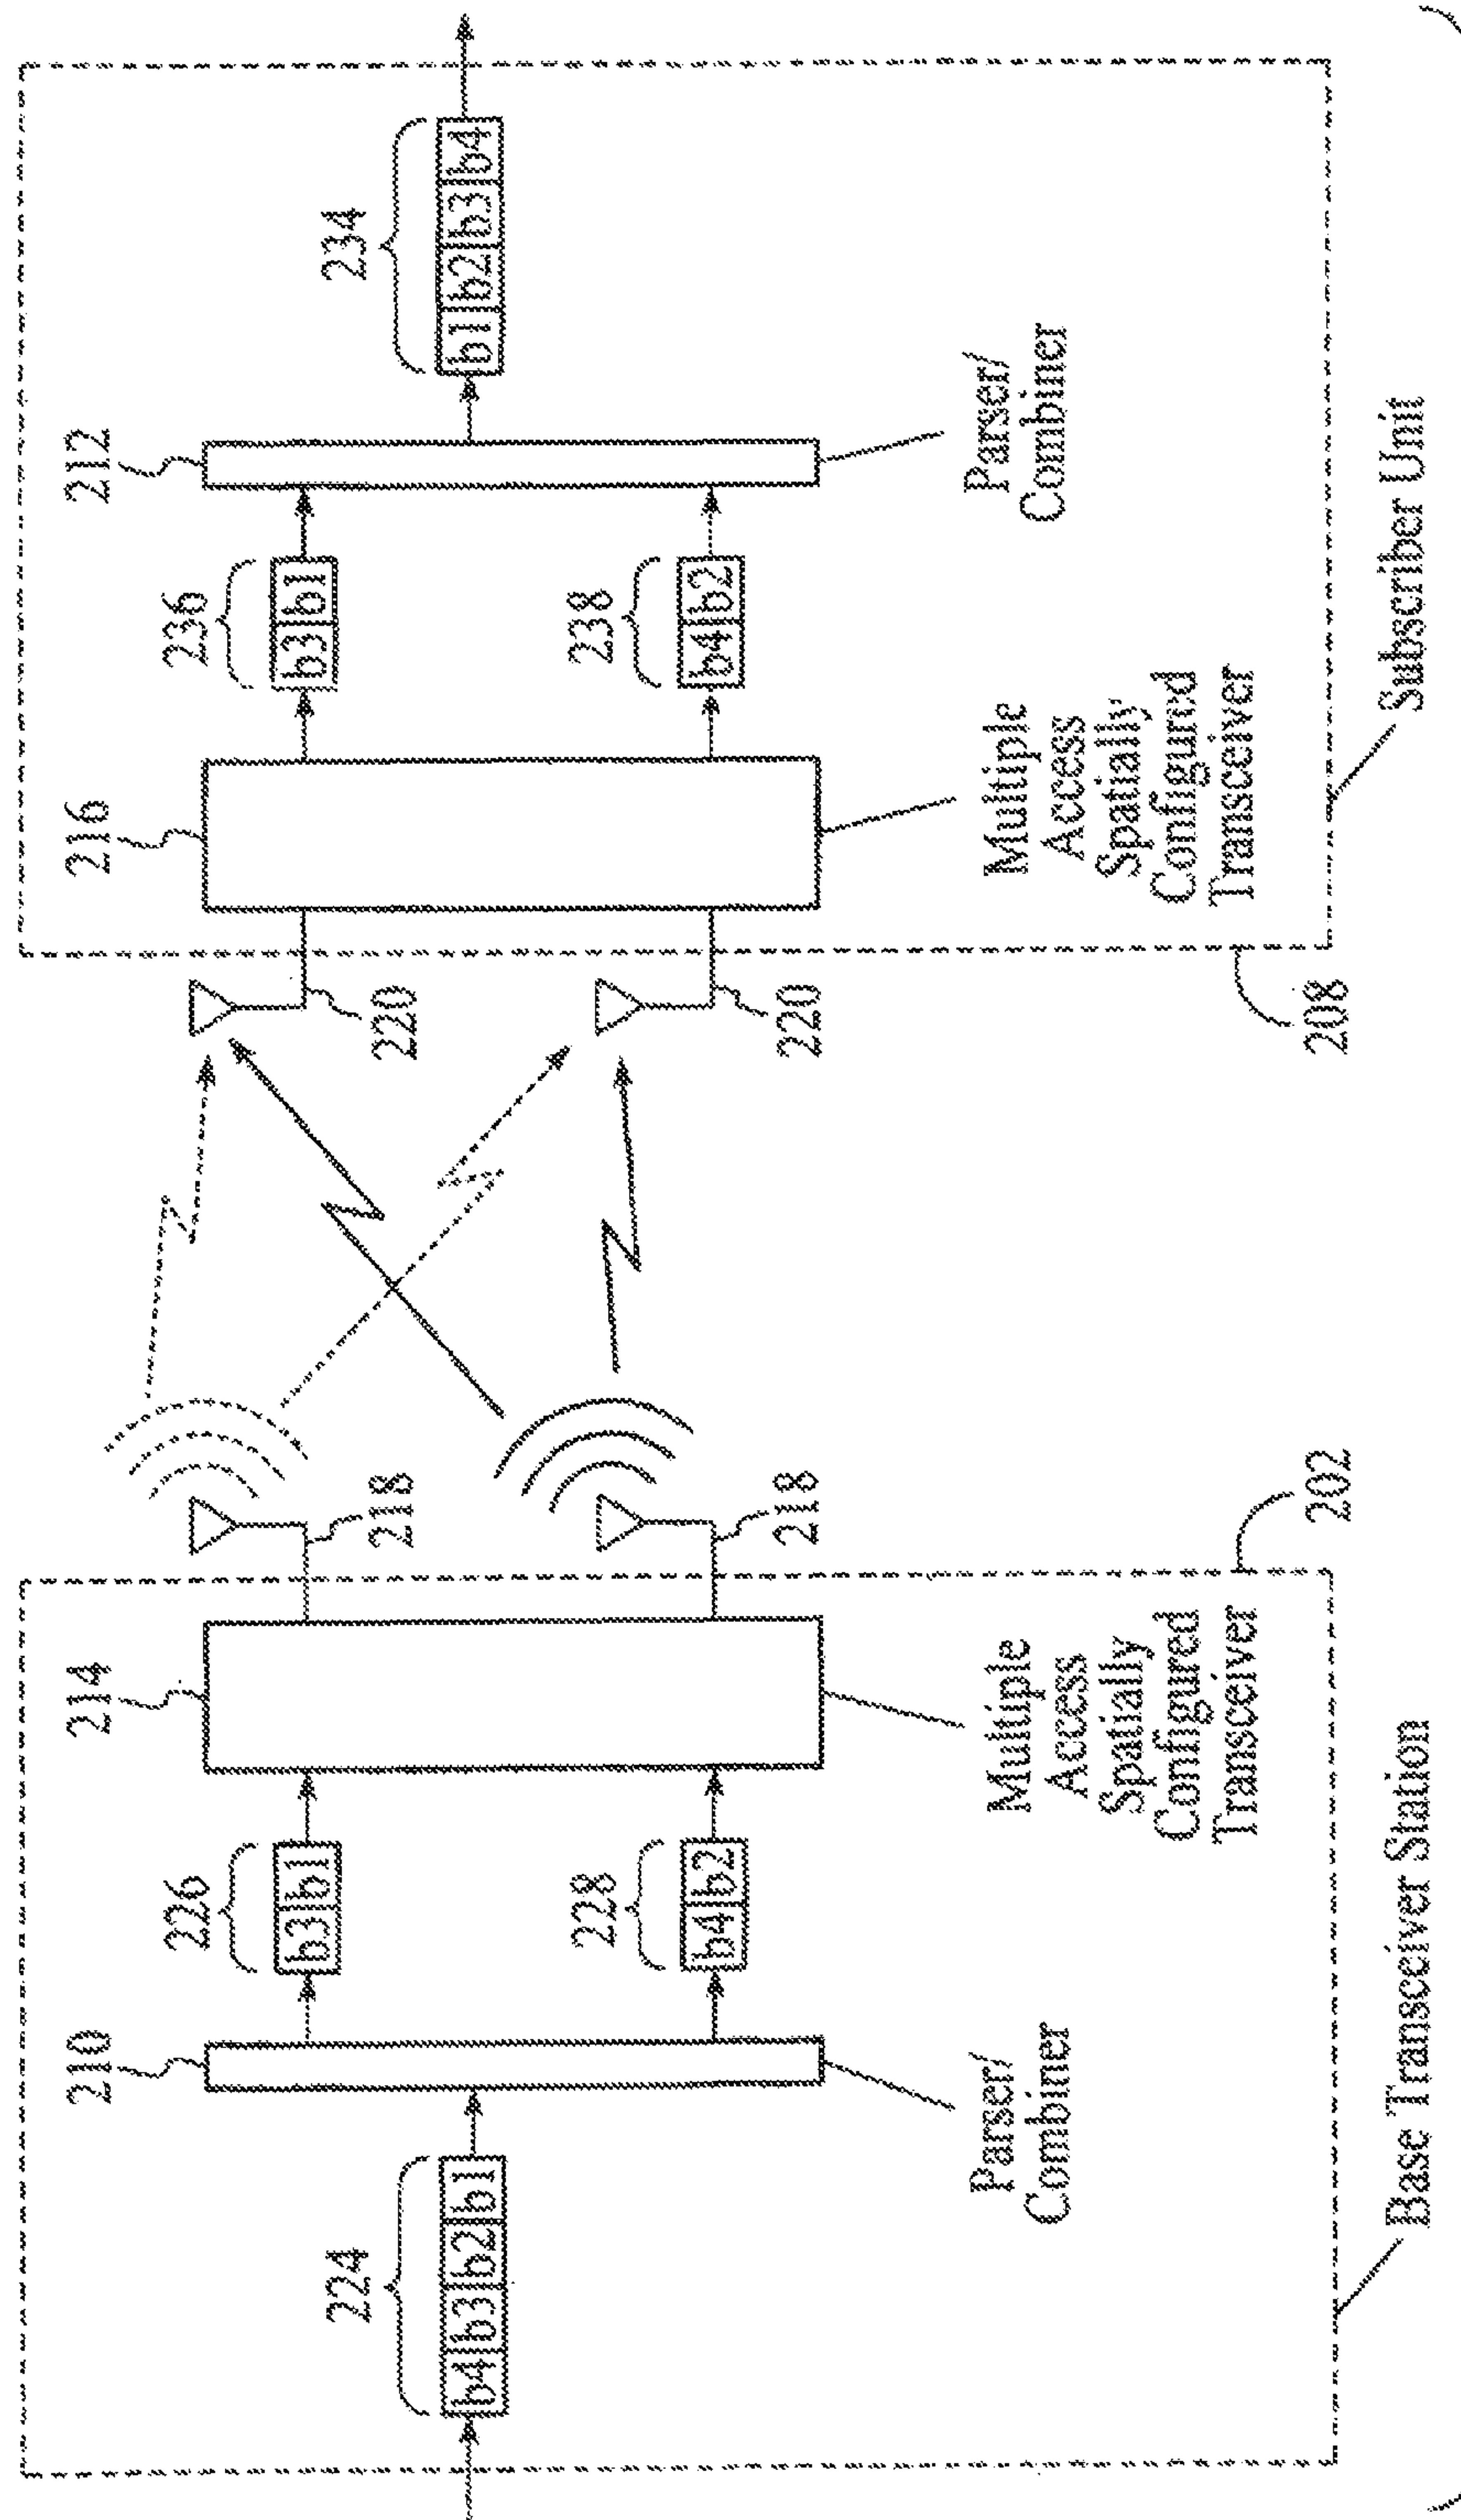 224
b4|b3|b2|b1
210
226
b3|b1
228
b4|b2
214
218
218
220
220
216
236
b3|b1
238
b4|b2
212
234
b1|b2|b3|b4
Parser/
Combiner
Multiple
Access
Spatially
Configured
Transceiver
202
Base Transceiver Station
Multiple
Access
Spatially
Configured
Transceiver
Parser/
Combiner
208
Subscriber Unit